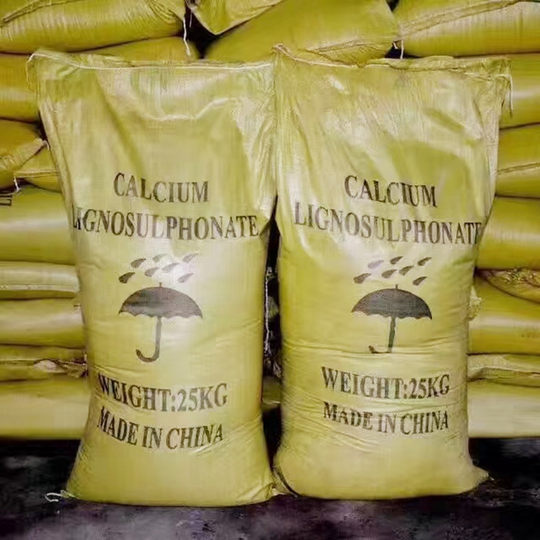 CALCIUM
LIGNOSULPHONATE
WEIGHT:25KG
MADE IN CHINA
CALCIUM
LIGNOSULPHONATE
WEIGHT:25KG
MADE IN CHINA